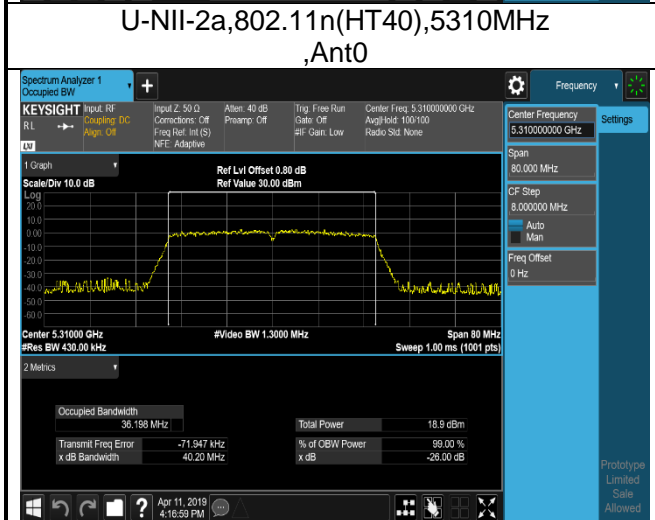 U-NII-2a,802.11n(HT40),5310MHz
,Ant0
Spectrum Analyzer 1
Occupied BW
+
Frequency
KEYSIGHT
RL
LXI
Input: RF
Coupling: DC
Align: Off
Input Z: 50 Ω
Corrections: Off
Freq Ref: Int (S)
NFE: Adaptive
Atten: 40 dB
Preamp: Off
Trig: Free Run
Gate: Off
#IF Gain: Low
Center Freq: 5.310000000 GHz
Avg|Hold: 100/100
Radio Std: None
Center Frequency
5.310000000 GHz
Settings
Span
80.000 MHz
CF Step
8.000000 MHz
Auto
Man
Freq Offset
0 Hz
1 Graph
Scale/Div 10.0 dB
Ref Lvl Offset 0.80 dB
Ref Value 30.00 dBm
Log
20.0
10.0
0.00
-10.0
-20.0
-30.0
-40.0
-50.0
-60.0
Center 5.31000 GHz
#Res BW 430.00 kHz
#Video BW 1.3000 MHz
Span 80 MHz
Sweep 1.00 ms (1001 pts)
2 Metrics
Occupied Bandwidth
36.198 MHz
Total Power 18.9 dBm
Transmit Freq Error -71.947 kHz
% of OBW Power 99.00 %
x dB Bandwidth 40.20 MHz
x dB -26.00 dB
Prototype
Limited
Sale
Allowed
?
Apr 11, 2019
4:16:59 PM